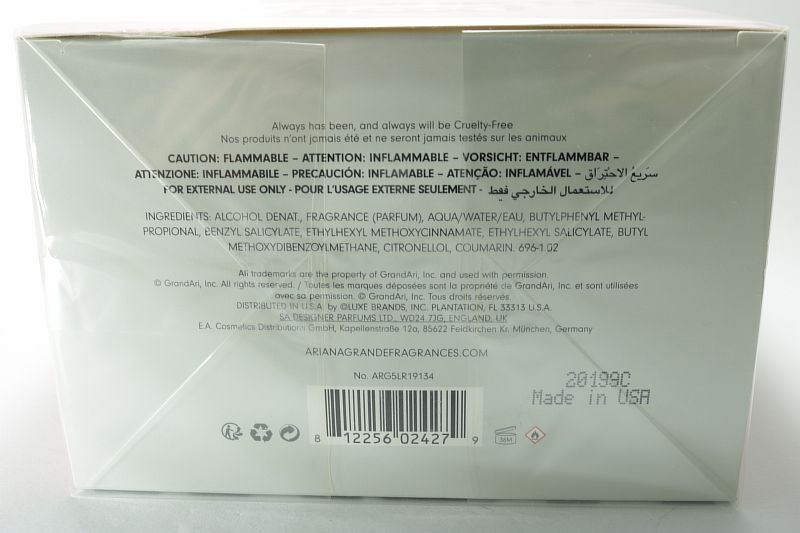 Always has been, and always will be Cruelty-Free
Nos produits n'ont jamais été et ne seront jamais testés sur les animaux
CAUTION: FLAMMABLE – ATTENTION: INFLAMMABLE – VORSICHT: ENTFLAMMBAR –
ATTENZIONE: INFLAMMABILE – PRECAUCIÓN: INFLAMABLE – ATENÇÃO: INFLAMÁVEL – سَريعُ الاحْتِرَاق
FOR EXTERNAL USE ONLY - POUR L'USAGE EXTERNE SEULEMENT - للاستعمال الخارجي فقط
INGREDIENTS: ALCOHOL DENAT., FRAGRANCE (PARFUM), AQUA/WATER/EAU, BUTYLPHENYL METHYL-
PROPIONAL, BENZYL SALICYLATE, ETHYLHEXYL METHOXYCINNAMATE, ETHYLHEXYL SALICYLATE, BUTYL
METHOXYDIBENZOYLMETHANE, CITRONELLOL, COUMARIN. 696-1.02
All trademarks are the property of GrandAri, Inc. and used with permission.
© GrandAri, Inc. All rights reserved. / Toutes les marques déposées sont la propriété de GrandAri, Inc. et sont utilisées
avec sa permission. © GrandAri, Inc. Tous droits réservés.
DISTRIBUTED IN U.S.A. by ©LUXE BRANDS, INC. PLANTATION, FL 33313 U.S.A.
SA DESIGNER PARFUMS LTD., WD24 7JG, ENGLAND, UK
E.A. Cosmetics Distributions GmbH, Kapellenstraße 12a, 85622 Feldkirchen Kr. München, Germany
ARIANAGRANDEFRAGRANCES.COM
No. ARG5LR19134
20199C
Made in USA
8 12256 02427 9
36M